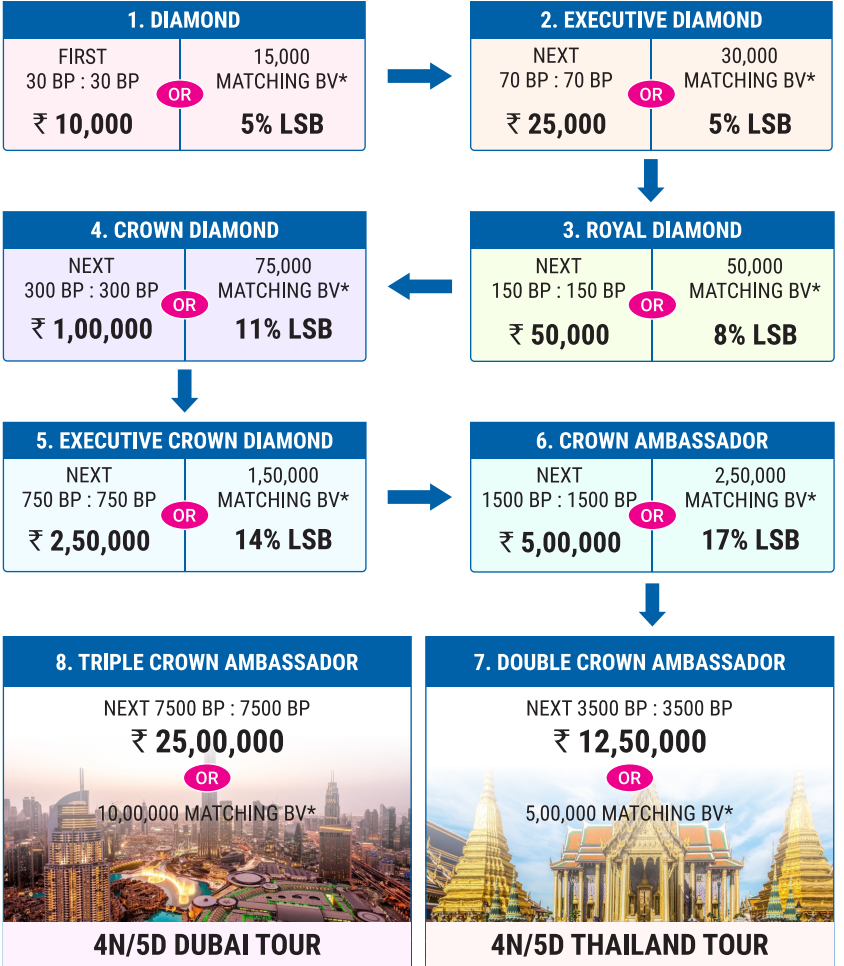 1. DIAMOND
FIRST
30 BP : 30 BP
₹ 10,000
OR
15,000
MATCHING BV*
5% LSB
2. EXECUTIVE DIAMOND
NEXT
70 BP : 70 BP
₹ 25,000
OR
30,000
MATCHING BV*
5% LSB
3. ROYAL DIAMOND
NEXT
150 BP : 150 BP
₹ 50,000
OR
50,000
MATCHING BV*
8% LSB
4. CROWN DIAMOND
NEXT
300 BP : 300 BP
₹ 1,00,000
OR
75,000
MATCHING BV*
11% LSB
5. EXECUTIVE CROWN DIAMOND
NEXT
750 BP : 750 BP
₹ 2,50,000
OR
1,50,000
MATCHING BV*
14% LSB
6. CROWN AMBASSADOR
NEXT
1500 BP : 1500 BP
₹ 5,00,000
OR
2,50,000
MATCHING BV*
17% LSB
7. DOUBLE CROWN AMBASSADOR
NEXT 3500 BP : 3500 BP
₹ 12,50,000
OR
5,00,000 MATCHING BV*
4N/5D THAILAND TOUR
8. TRIPLE CROWN AMBASSADOR
NEXT 7500 BP : 7500 BP
₹ 25,00,000
OR
10,00,000 MATCHING BV*
4N/5D DUBAI TOUR